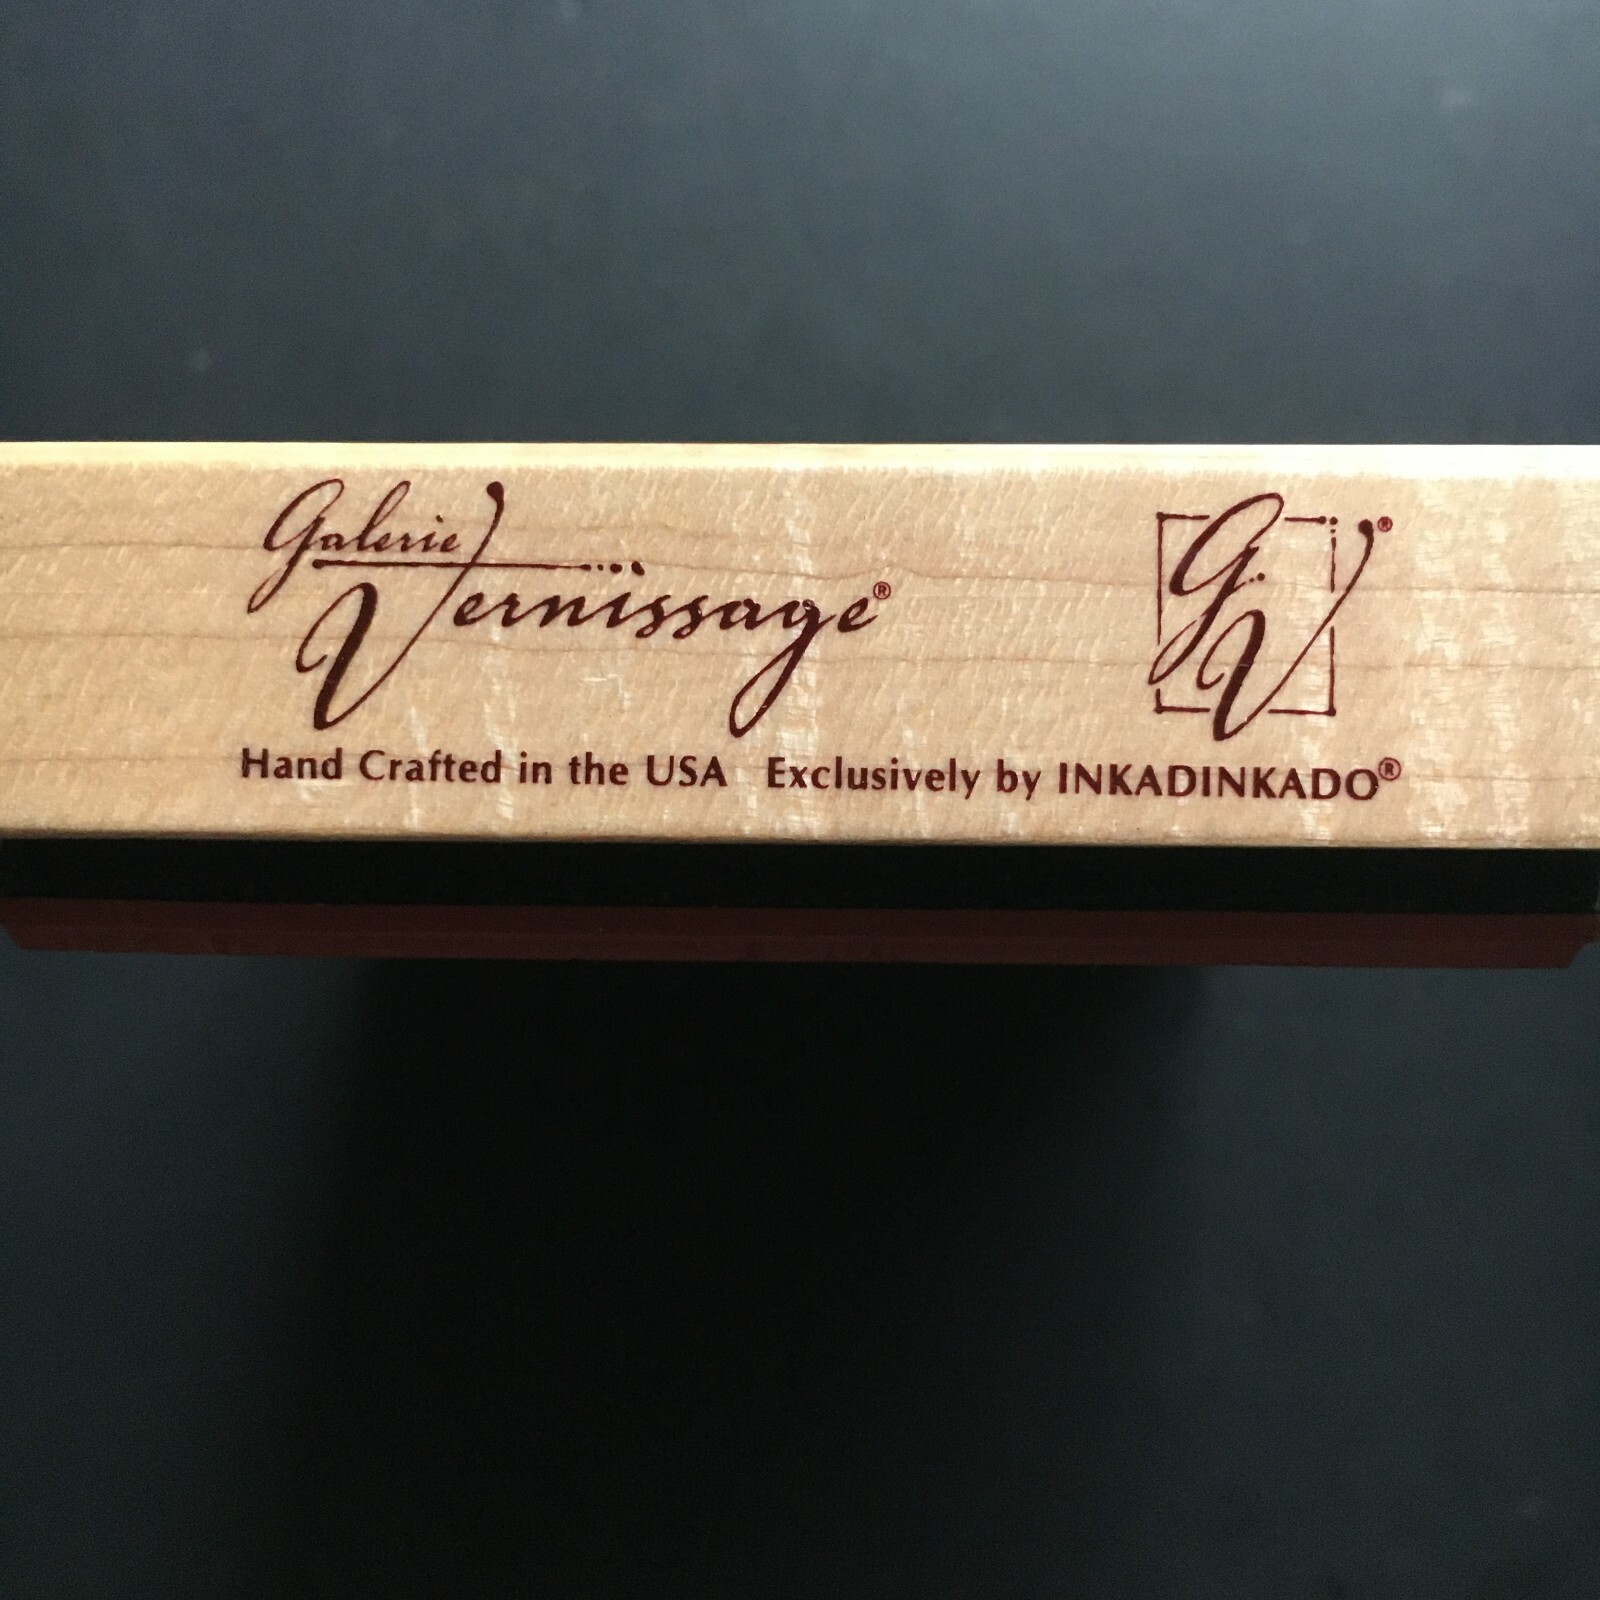 Galerie
Vernissage®
GV®
Hand Crafted in the USA Exclusively by INKADINKADO®